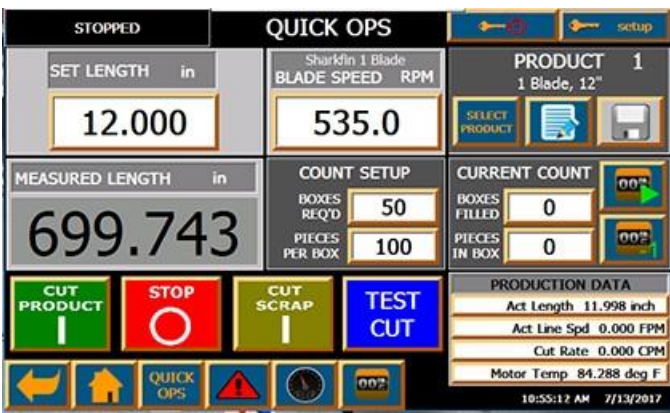 STOPPED
QUICK OPS
setup
SET LENGTH in
12.000
Sharkfin 1 Blade
BLADE SPEED RPM
535.0
PRODUCT 1
1 Blade, 12"
SELECT
PRODUCT
MEASURED LENGTH in
699.743
COUNT SETUP
BOXES
REQ'D
50
PIECES
PER BOX
100
CURRENT COUNT
BOXES
FILLED
0
PIECES
IN BOX
0
CUT
PRODUCT
STOP
CUT
SCRAP
TEST
CUT
PRODUCTION DATA
Act Length 11.998 inch
Act Line Spd 0.000 FPM
Cut Rate 0.000 CPM
Motor Temp 84.288 deg F
QUICK
OPS
10:55:12 AM 7/13/2017